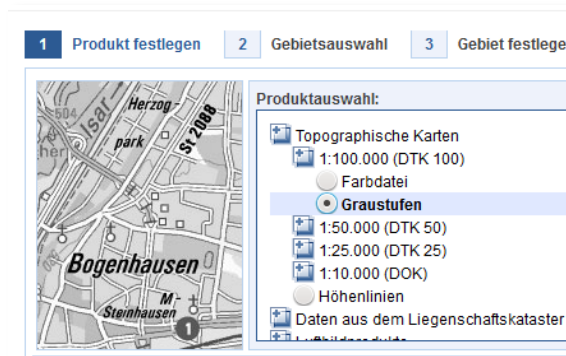 1 Produkt festlegen 2 Gebietsauswahl 3 Gebiet festlege
504
Isar
Herzog-
park
St 2088
her
Bogenhausen
M-
Steinhausen
1
Produktauswahl:
Topographische Karten
1:100.000 (DTK 100)
Farbdatei
Graustufen
1:50.000 (DTK 50)
1:25.000 (DTK 25)
1:10.000 (DOK)
Höhenlinien
Daten aus dem Liegenschaftskataster